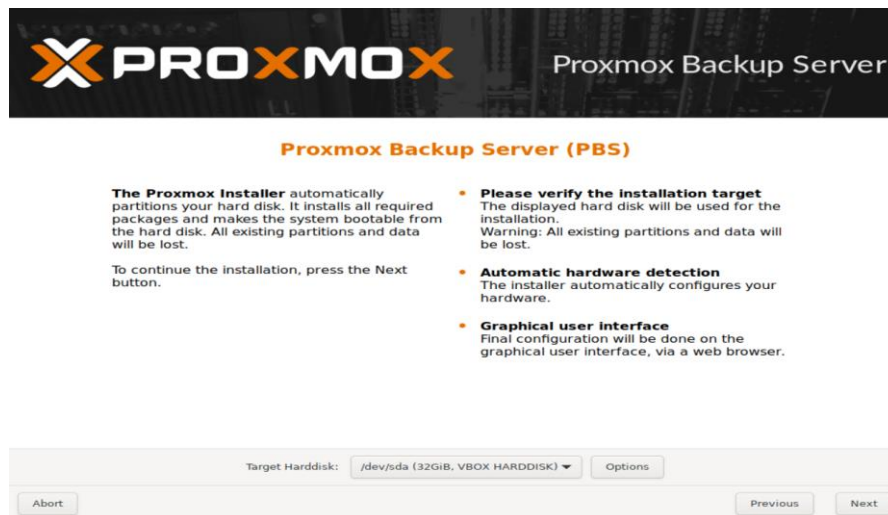 PROXMOX
Proxmox Backup Server
Proxmox Backup Server (PBS)
The Proxmox Installer automatically
partitions your hard disk. It installs all required
packages and makes the system bootable from
the hard disk. All existing partitions and data
will be lost.
To continue the installation, press the Next
button.
• Please verify the installation target
The displayed hard disk will be used for the
installation.
Warning: All existing partitions and data will
be lost.
• Automatic hardware detection
The installer automatically configures your
hardware.
• Graphical user interface
Final configuration will be done on the
graphical user interface, via a web browser.
Target Harddisk: /dev/sda (32GiB, VBOX HARDDISK) Options
Abort Previous Next